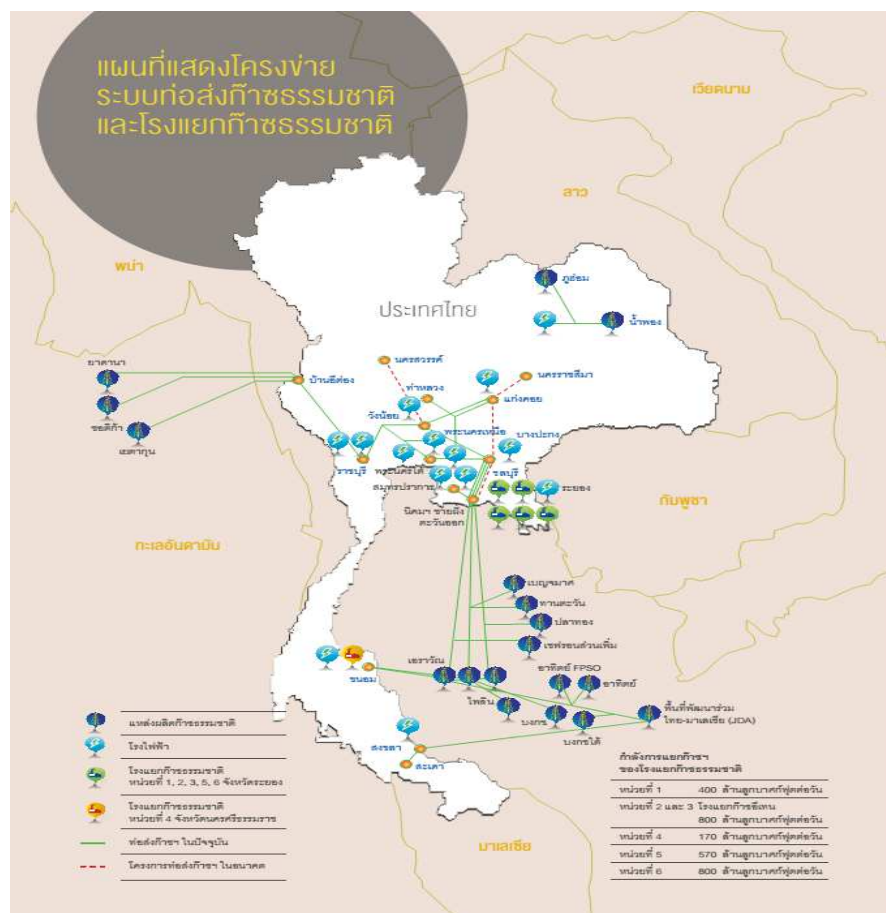 แผนที่แสดงโครงข่าย
ระบบท่อส่งก๊าซธรรมชาติ
และโรงแยกก๊าซธรรมชาติ
เวียดนาม
ลาว
พม่า
ภูฮ่อม
ประเทศไทย
น้ำพอง
นครสวรรค์
ยาดานา
บ้านอีต่อง
ท่าหลวง
นครราชสีมา
แก่งคอย
ซอติก้า
วังน้อย
เยตากุน
พระนครเหนือ
บางปะกง
ราชบุรี
พระนครใต้
ชลบุรี
สมุทรปราการ
ระยอง
นิคมฯ ชายฝั่ง
ตะวันออก
กัมพูชา
ทะเลอันดามัน
เบญจมาศ
ทานตะวัน
ปลาทอง
เชฟรอนส่วนเพิ่ม
เอราวัณ
อาทิตย์ FPSO
อาทิตย์
ขนอม
ไพลิน
บงกช
บงกชใต้
พื้นที่พัฒนาร่วม
ไทย-มาเลเซีย (JDA)
สงขลา
สะเดา
มาเลเซีย
แหล่งผลิตก๊าซธรรมชาติ
โรงไฟฟ้า
โรงแยกก๊าซธรรมชาติ
หน่วยที่ 1, 2, 3, 5, 6 จังหวัดระยอง
โรงแยกก๊าซธรรมชาติ
หน่วยที่ 4 จังหวัดนครศรีธรรมราช
ท่อส่งก๊าซฯ ในปัจจุบัน
โครงการท่อส่งก๊าซฯ ในอนาคต
กำลังการแยกก๊าซฯ
ของโรงแยกก๊าซธรรมชาติ
หน่วยที่ 1 400 ล้านลูกบาศก์ฟุตต่อวัน
หน่วยที่ 2 และ 3 โรงแยกก๊าซอีเทน
800 ล้านลูกบาศก์ฟุตต่อวัน
หน่วยที่ 4 170 ล้านลูกบาศก์ฟุตต่อวัน
หน่วยที่ 5 570 ล้านลูกบาศก์ฟุตต่อวัน
หน่วยที่ 6 800 ล้านลูกบาศก์ฟุตต่อวัน